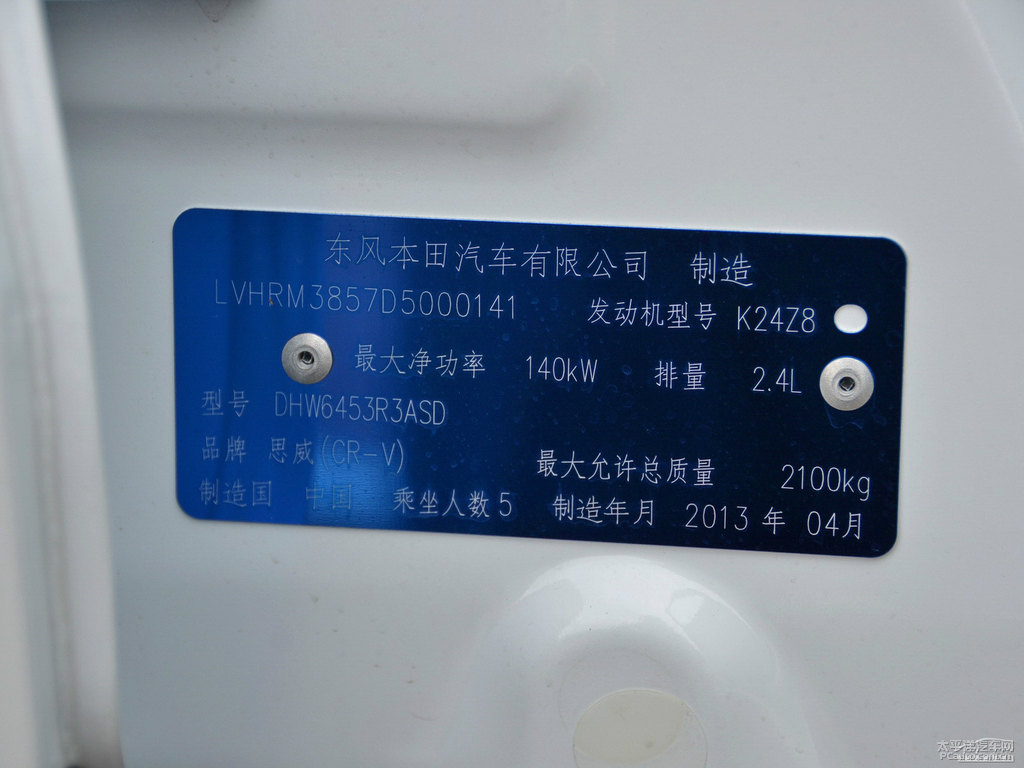 东风本田汽车有限公司 制造
LVHRM3857D5000141 发动机型号 K24Z8
最大净功率 140kW 排量 2.4L
型号 DHW6453R3ASD
品牌 思威(CR-V) 最大允许总质量 2100kg
制造国 中国 乘坐人数 5 制造年月 2013 年 04月
太平洋汽车网
PCauto.com.cn